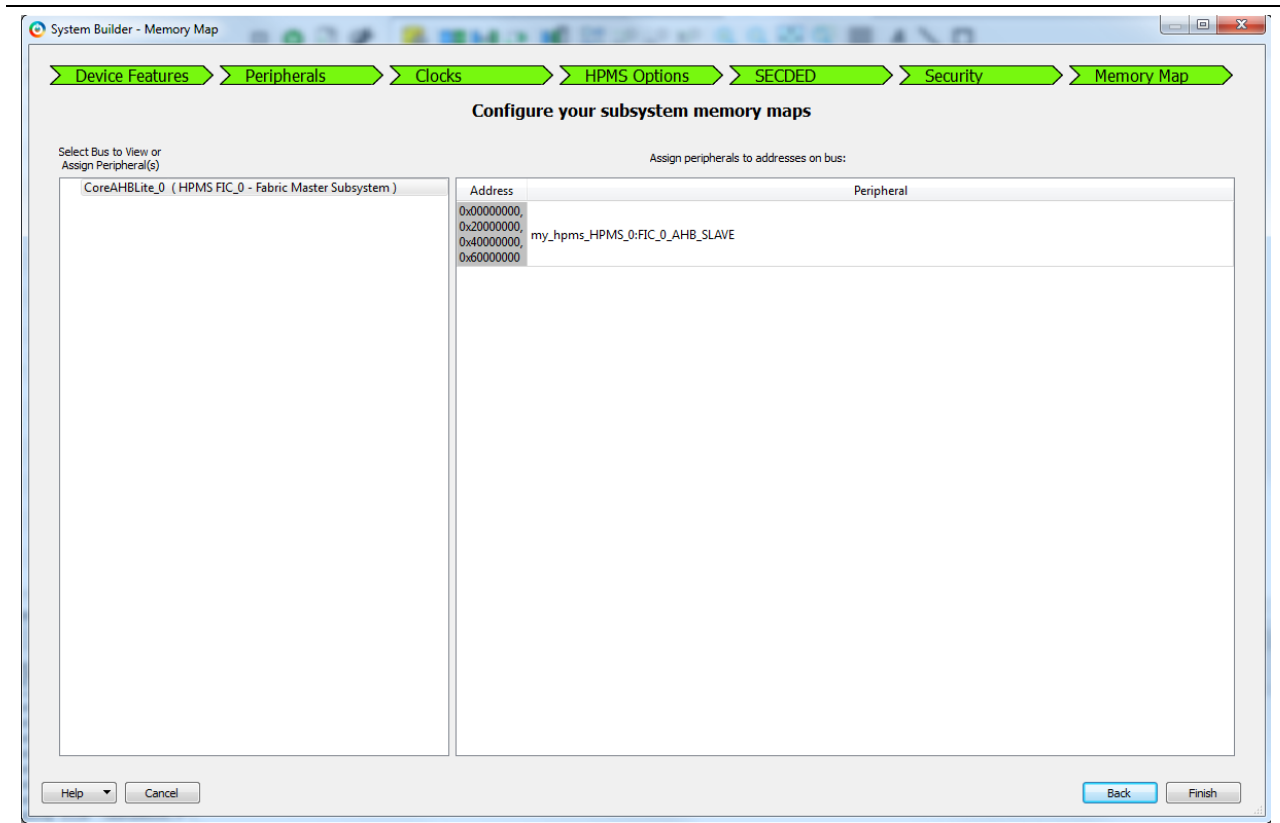 System Builder - Memory Map
Device Features
Peripherals
Clocks
HPMS Options
SECDED
Security
Memory Map
Configure your subsystem memory maps
Select Bus to View or
Assign Peripheral(s)
Assign peripherals to addresses on bus:
CoreAHBLite_0 ( HPMS FIC_0 - Fabric Master Subsystem )
Address
Peripheral
0x00000000,
0x20000000,
0x40000000,
0x60000000
my_hpms_HPMS_0:FIC_0_AHB_SLAVE
Help
Cancel
Back
Finish